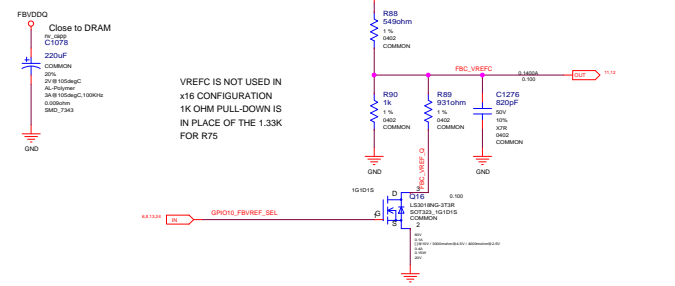 FBVDDQ
Close to DRAM
nv_capp
C1078
220uF
COMMON
20%
2V@105degC
AL-Polymer
3A@105degC,100KHz
0.009ohm
SMD_7343
GND
VREFC IS NOT USED IN
x16 CONFIGURATION
1K OHM PULL-DOWN IS
IN PLACE OF THE 1.33K
FOR R75
R88
549ohm
1 %
0402
COMMON
FBC_VREFC
0.1400A
0.100
OUT
11,12
R90
1k
1 %
0402
COMMON
GND
R89
931ohm
1 %
0402
COMMON
C1276
820pF
50V
10%
X7R
0402
COMMON
GND
FBC_VREF_Q
1G1D1S
3
D
Q16
0.100
LS3018NG-3T3R
SOT323_1G1D1S
COMMON
1
G
S
2
IN
GPIO10_FBVREF_SEL
GND